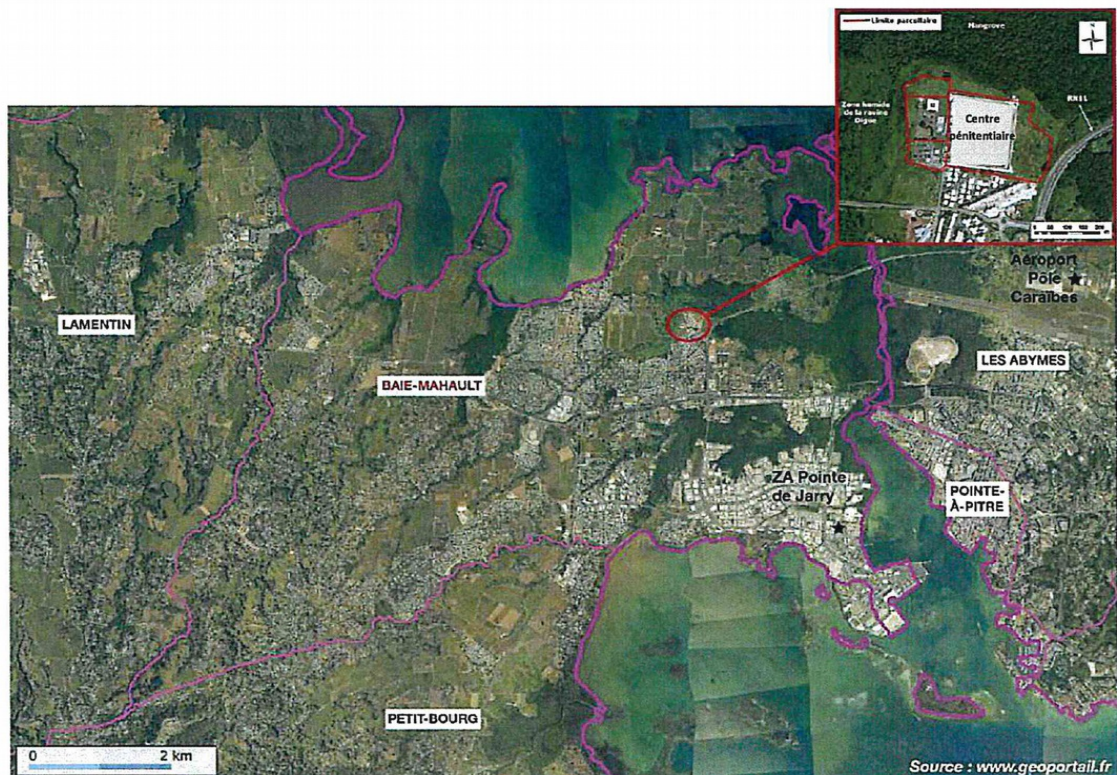 Limite parcellaire
Mangrove
Zone humide
de la ravine
Digue
Centre
pénitentiaire
RN11
Aéroport
Pôle
Caraïbes
LAMENTIN
LES ABYMES
BAIE-MAHAULT
ZA Pointe
de Jarry
POINTE-
À-PITRE
PETIT-BOURG
0 2 km
Source : www.geoportail.fr